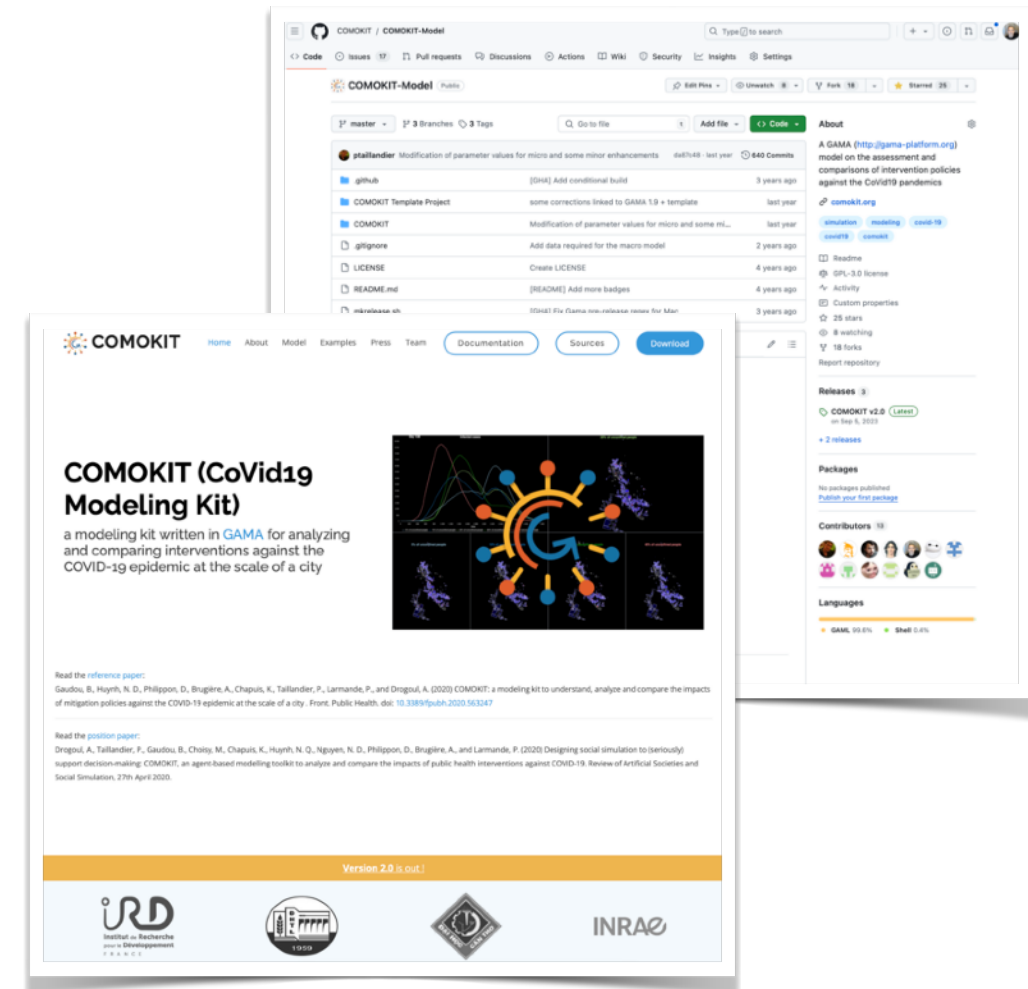 COMOKIT / COMOKIT-Model
Type / to search
Code Issues 17 Pull requests Discussions Actions Wiki Security Insights Settings
COMOKIT-Model Public
Edit Pins Unwatch 8 Fork 18 Starred 25
master 3 Branches 3 Tags
Go to file t Add file Code
ptaillandier Modification of parameter values for micro and some minor enhancements last year 640 Commits
.github [GHA] Add conditional build 3 years ago
COMOKIT Template Project some corrections linked to GAMA 1.9 + template last year
COMOKIT Modification of parameter values for micro and some mi... last year
.gitignore Add data required for the macro model 2 years ago
LICENSE Create LICENSE 4 years ago
README.md [README] Add more badges 4 years ago
mkrelease.sh [GHA] Fix Gama pre-release regex for Mac 3 years ago
About
A GAMA (http://gama-platform.org)
model on the assessment and
comparisons of intervention policies
against the CoVid19 pandemics
comokit.org
simulation modeling covid-19
covid19 comokit
Readme
GPL-3.0 license
Activity
Custom properties
25 stars
8 watching
18 forks
Report repository
Releases 3
COMOKIT v2.0 Latest
on Sep 5, 2023
+ 2 releases
Packages
No packages published
Publish your first package
Contributors 13
Languages
GAML 99.6% Shell 0.4%
COMOKIT Home About Model Examples Press Team Documentation Sources Download
COMOKIT (CoVid19
Modeling Kit)
a modeling kit written in GAMA for analyzing
and comparing interventions against the
COVID-19 epidemic at the scale of a city
Read the reference paper:
Gaudou, B., Huynh, N. D., Philippon, D., Brugière, A., Chapuis, K., Taillandier, P., Larmande, P., and Drogoul, A. (2020) COMOKIT: a modeling kit to understand, analyze and compare the impacts
of mitigation policies against the COVID-19 epidemic at the scale of a city . Front. Public Health. doi: 10.3389/fpubh.2020.563247
Read the position paper:
Drogoul, A., Taillandier, P., Gaudou, B., Choisy, M., Chapuis, K., Huynh, N. Q., Nguyen, N. D., Philippon, D., Brugière, A., and Larmande, P. (2020) Designing social simulation to (seriously)
support decision-making: COMOKIT, an agent-based modelling toolkit to analyze and compare the impacts of public health interventions against COVID-19. Review of Artificial Societies and
Social Simulation, 27th April 2020.
Version 2.0 is out !
IRD
Institut de Recherche
pour le Développement
FRANCE
1959
INRAE